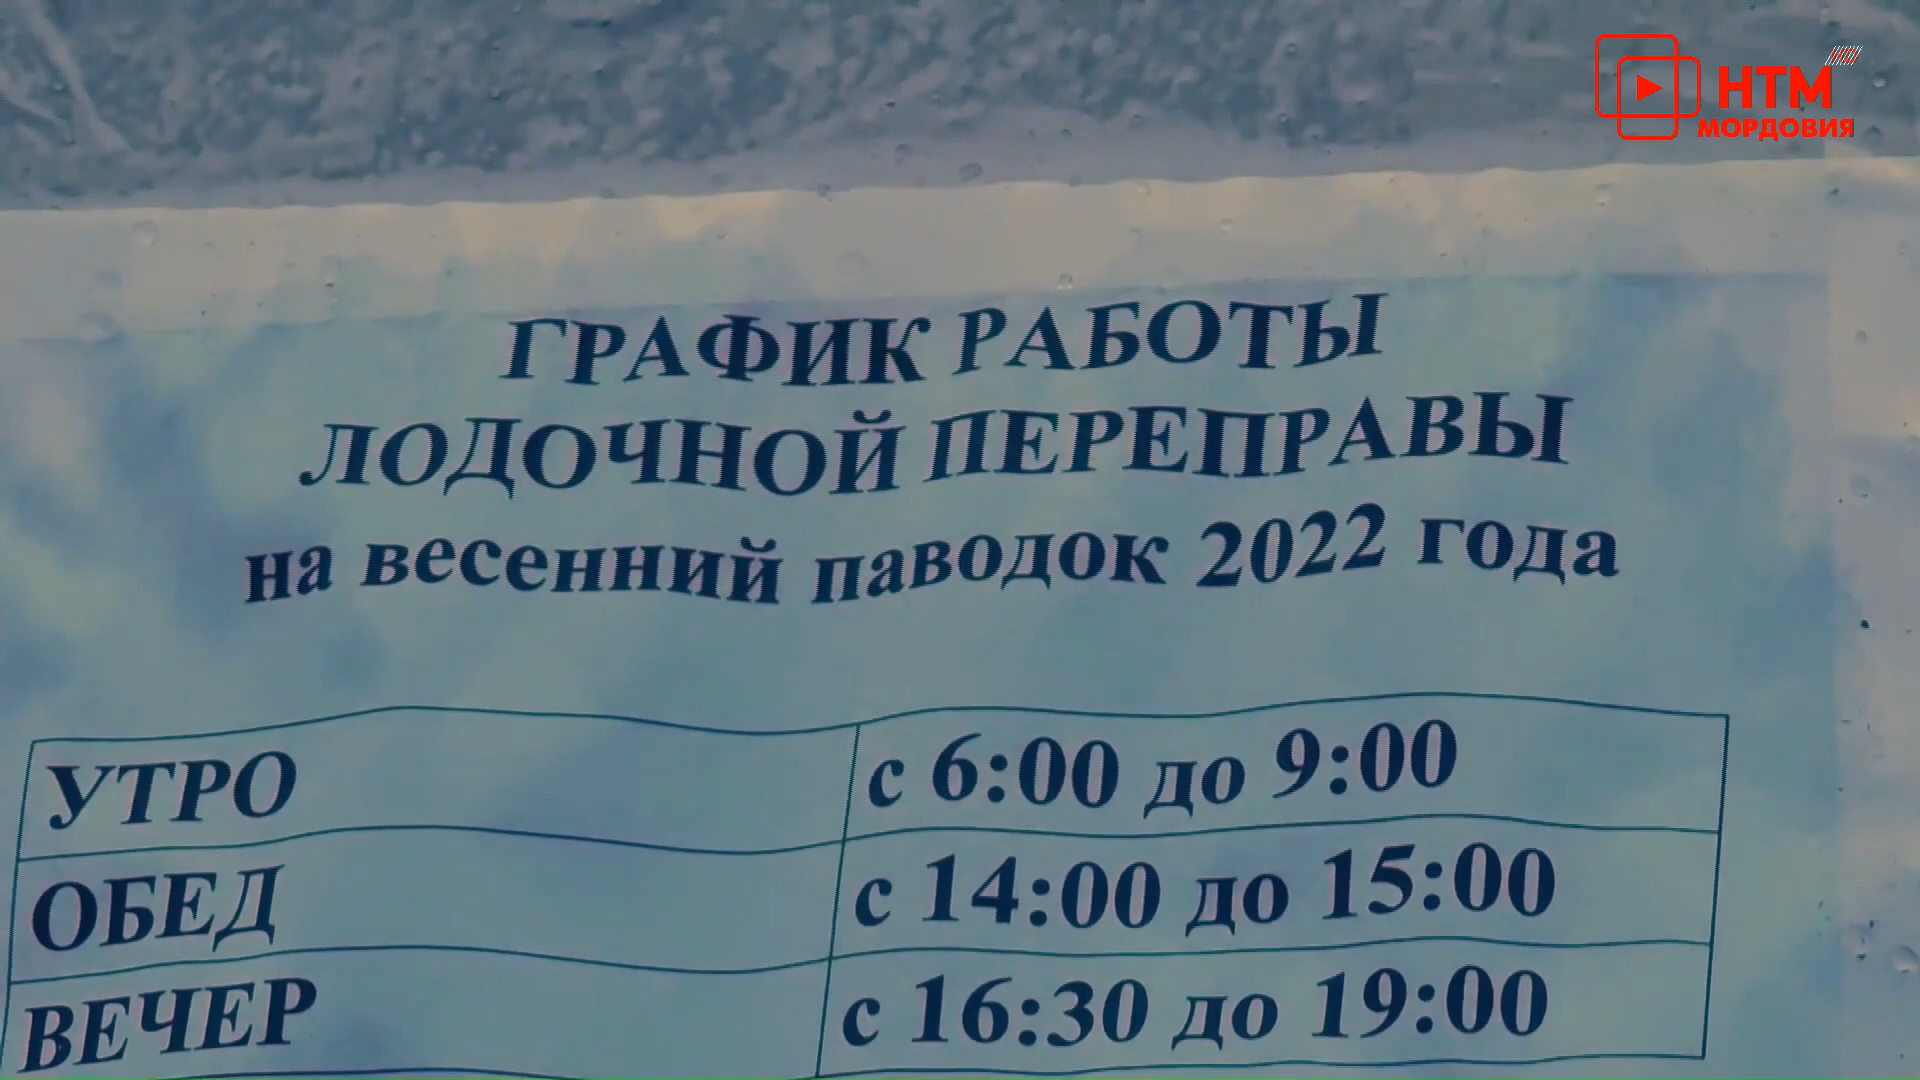 НТМ
МОРДОВИЯ
ГРАФИК РАБОТЫ
ЛОДОЧНОЙ ПЕРЕПРАВЫ
на весенний паводок 2022 года
УТРО с 6:00 до 9:00
ОБЕД с 14:00 до 15:00
ВЕЧЕР с 16:30 до 19:00